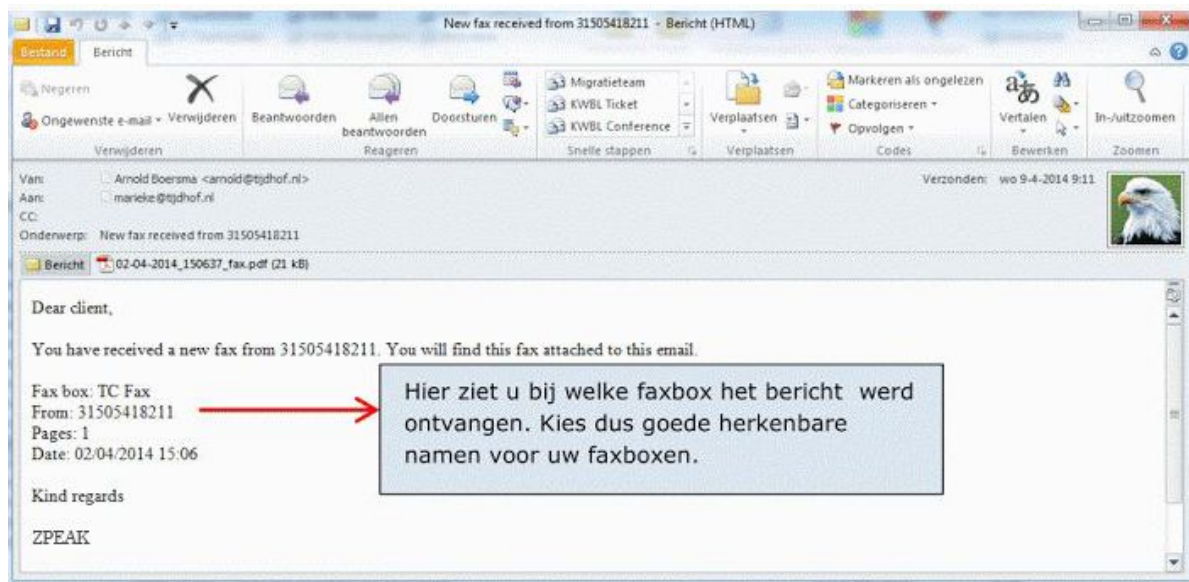 New fax received from 31505418211 - Bericht (HTML)
Bestand Bericht
Negeren
Ongewenste e-mail
Verwijderen
Verwijderen
Beantwoorden
Allen
beantwoorden
Doorsturen
Reageren
Migratieteam
KWBL Ticket
KWBL Conference
Snelle stappen
Verplaatsen
Verplaatsen
Markeren als ongelezen
Categoriseren
Opvolgen
Codes
Vertalen
Bewerken
In-/uitzoomen
Zoomen
Van: Arnold Boersma <arnold@tijdhof.nl> Verzonden: wo 9-4-2014 9:11
Aan: marieke@tijdhof.nl
CC:
Onderwerp: New fax received from 31505418211
Bericht 02-04-2014_150637_fax.pdf (21 kB)
Dear client,
You have received a new fax from 31505418211. You will find this fax attached to this email.
Fax box: TC Fax
From: 31505418211
Pages: 1
Date: 02/04/2014 15:06
Kind regards
ZPEAK
Hier ziet u bij welke faxbox het bericht werd
ontvangen. Kies dus goede herkenbare
namen voor uw faxboxen.